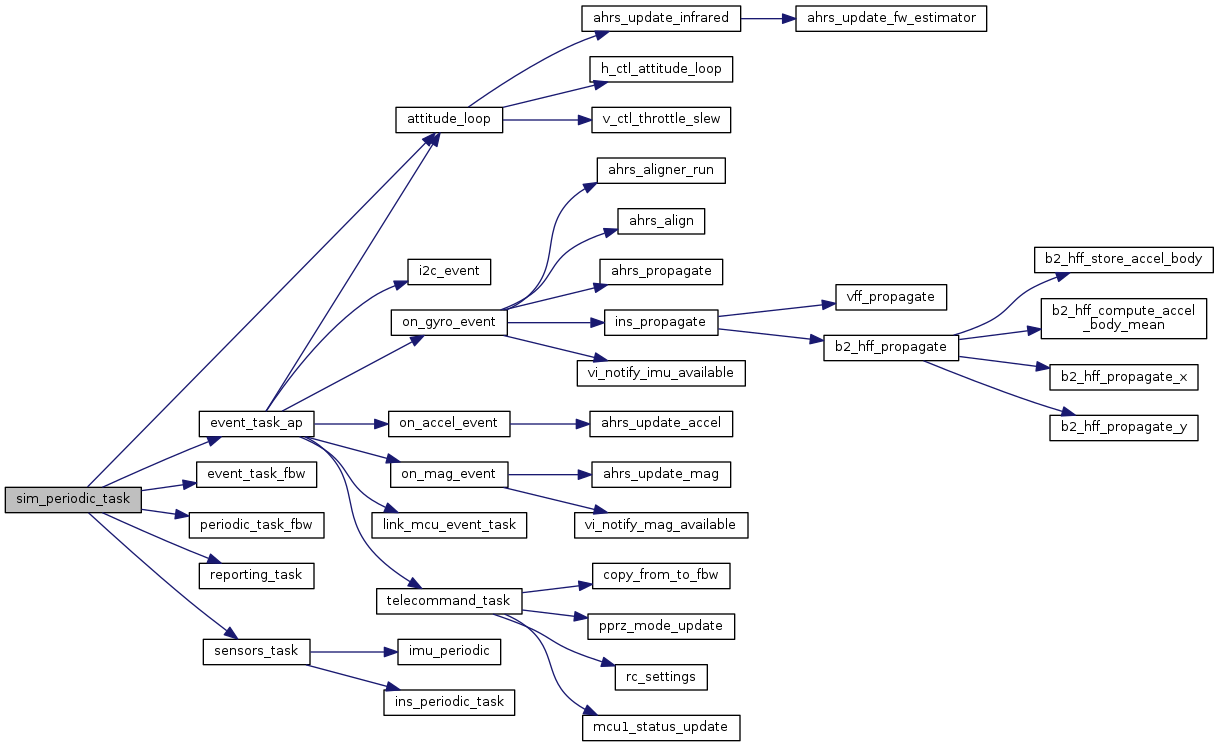 ahrs_update_infrared
ahrs_update_fw_estimator
h_ctl_attitude_loop
attitude_loop
v_ctl_throttle_slew
ahrs_aligner_run
ahrs_align
b2_hff_store_accel_body
i2c_event
ahrs_propagate
vff_propagate
b2_hff_compute_accel
_body_mean
on_gyro_event
ins_propagate
b2_hff_propagate
vi_notify_imu_available
b2_hff_propagate_x
event_task_ap
on_accel_event
ahrs_update_accel
b2_hff_propagate_y
event_task_fbw
on_mag_event
ahrs_update_mag
sim_periodic_task
periodic_task_fbw
link_mcu_event_task
vi_notify_mag_available
reporting_task
copy_from_to_fbw
telecommand_task
pprz_mode_update
sensors_task
imu_periodic
rc_settings
ins_periodic_task
mcu1_status_update